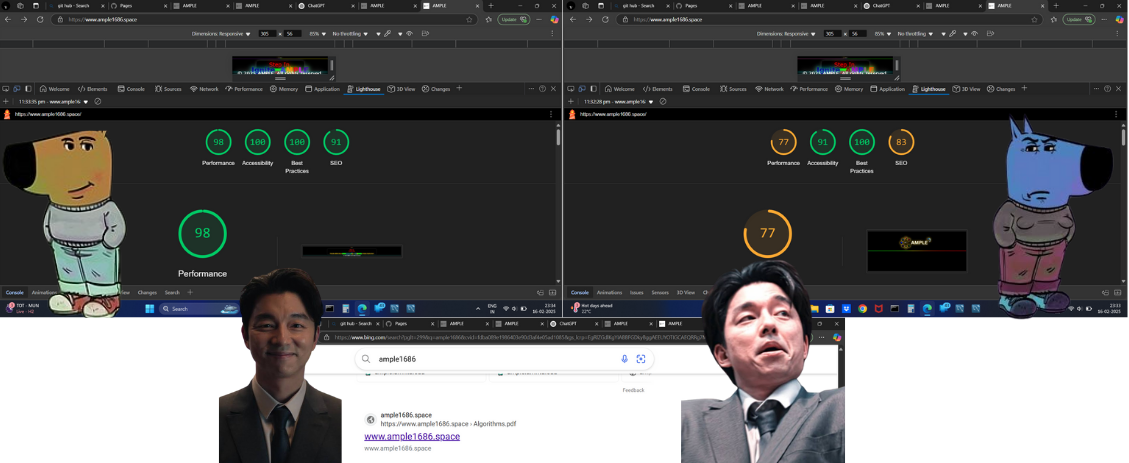 git hub - Search
Pages
AMPLE
AMPLE
ChatGPT
AMPLE
AMPLE
https://www.ample1686.space
Update
Dimensions: Responsive
305
x
56
85%
No throttling
Welcome
Elements
Console
Sources
Network
Performance
Memory
Application
Lighthouse
3D View
Changes
11:33:35 pm - www.ample16
https://www.ample1686.space/
98
100
100
91
Performance
Accessibility
Best
Practices
SEO
98
Performance
Console
Animations
Changes
Search
TOT - MUN
Live - H2
Search
ENG
IN
23:34
16-02-2025
git hub - Search
Pages
AMPLE
AMPLE
ChatGPT
AMPLE
AMPLE
https://www.ample1686.space
Update
Dimensions: Responsive
305
x
56
85%
No throttling
Welcome
Elements
Console
Sources
Network
Performance
Memory
Application
Lighthouse
3D View
Changes
11:32:28 pm - www.ample16
https://www.ample1686.space/
77
91
100
83
Performance
Accessibility
Best
Practices
SEO
77
AMPLE
Console
Animations
Issues
Sensors
3D View
Hot days ahead
22°C
23:33
16-02-2025
git hub - Search
Pages
AMPLE
AMPLE
ChatGPT
AMPLE
AMPLE
ample1686
Feedback
ample1686.space
https://www.ample1686.space › Algorithms.pdf
www.ample1686.space
www.ample1686.space